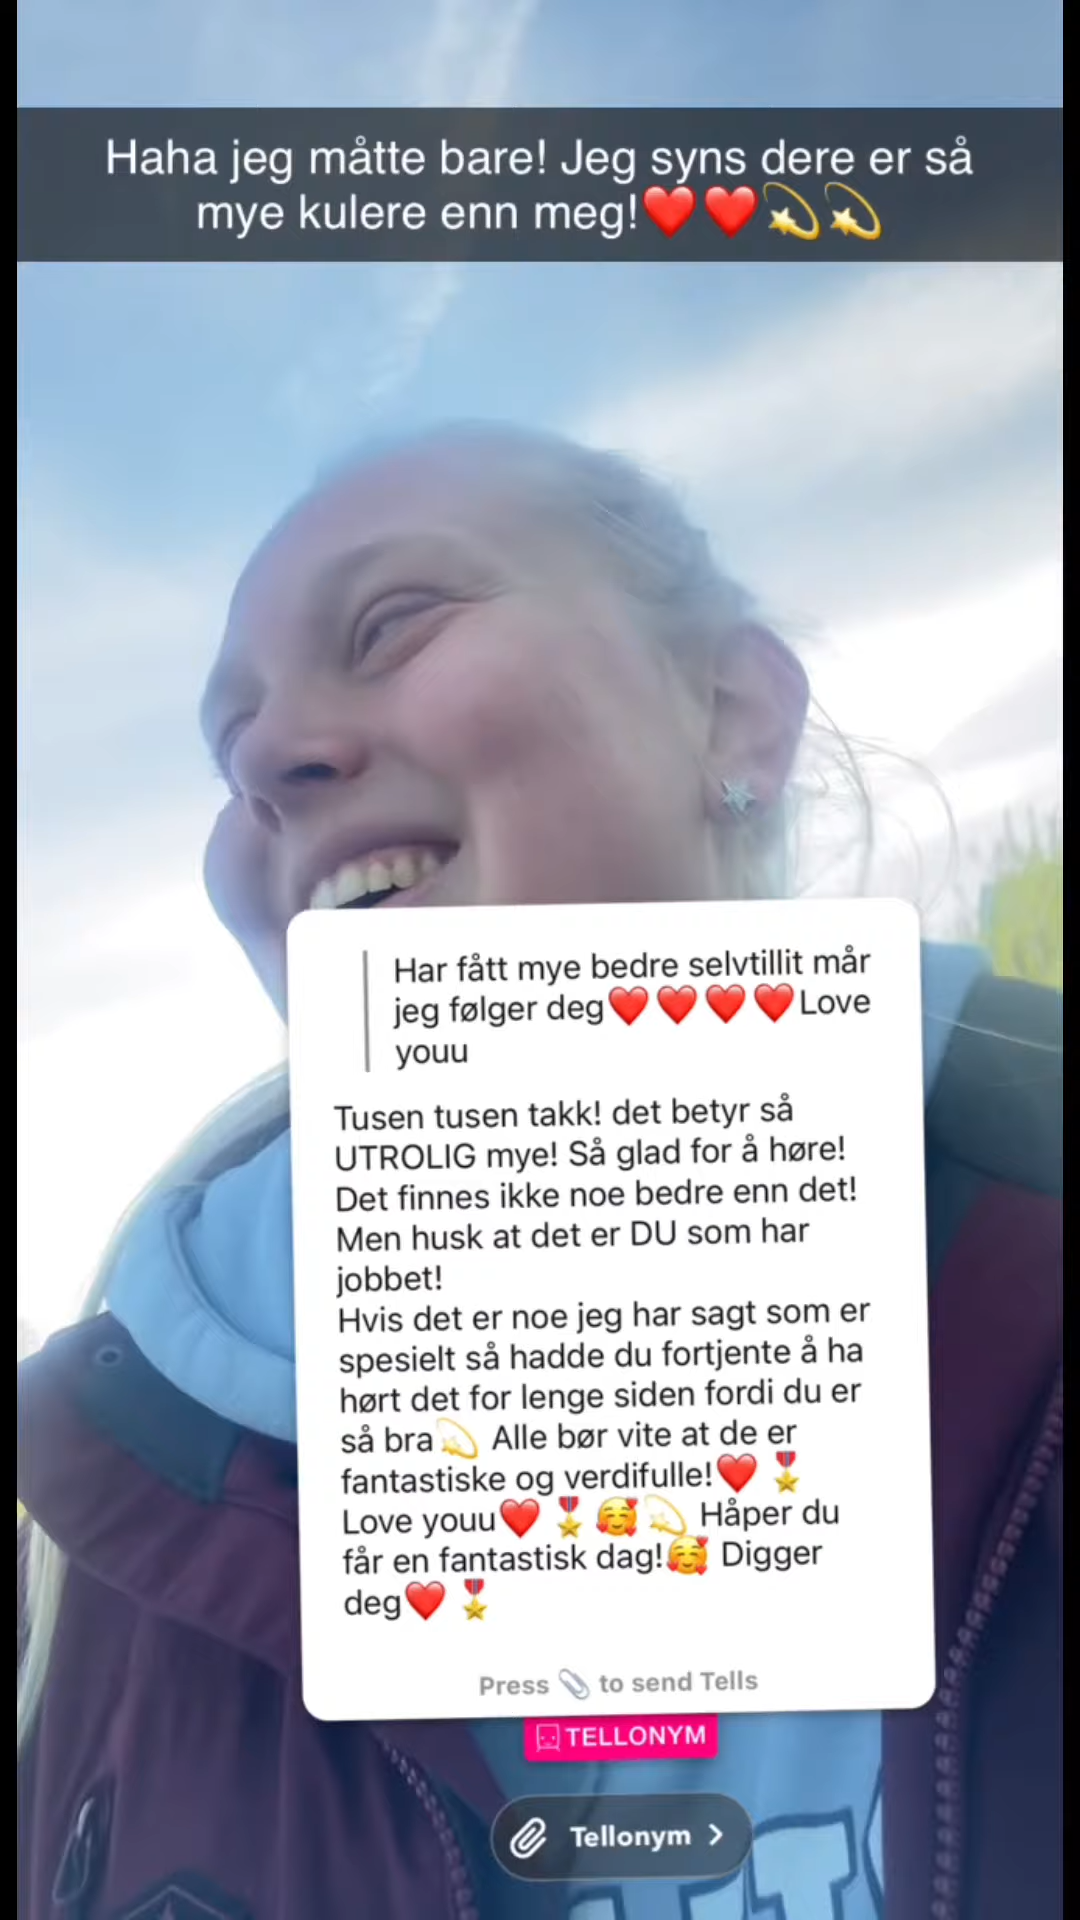 Haha jeg måtte bare! Jeg syns dere er så
mye kulere enn meg!❤️❤️💫💫
Har fått mye bedre selvtillit mår
jeg følger deg❤️❤️❤️❤️Love
youu
Tusen tusen takk! det betyr så
UTROLIG mye! Så glad for å høre!
Det finnes ikke noe bedre enn det!
Men husk at det er DU som har
jobbet!
Hvis det er noe jeg har sagt som er
spesielt så hadde du fortjente å ha
hørt det for lenge siden fordi du er
så bra💫 Alle bør vite at de er
fantastiske og verdifulle!❤️🎖️
Love youu❤️🎖️🥰💫 Håper du
får en fantastisk dag!🥰 Digger
deg❤️🎖️
Press 📎 to send Tells
TELLONYM
Tellonym >